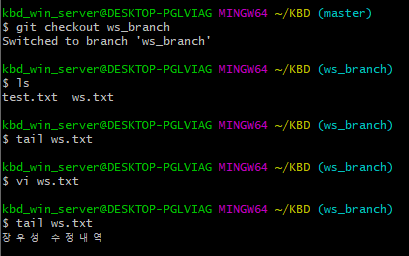 kbd_win_server@DESKTOP-PGLVIAG MINGW64 ~/KBD (master)
$ git checkout ws_branch
Switched to branch 'ws_branch'
kbd_win_server@DESKTOP-PGLVIAG MINGW64 ~/KBD (ws_branch)
$ ls
test.txt  ws.txt
kbd_win_server@DESKTOP-PGLVIAG MINGW64 ~/KBD (ws_branch)
$ tail ws.txt
kbd_win_server@DESKTOP-PGLVIAG MINGW64 ~/KBD (ws_branch)
$ vi ws.txt
kbd_win_server@DESKTOP-PGLVIAG MINGW64 ~/KBD (ws_branch)
$ tail ws.txt
장우성 수정내역